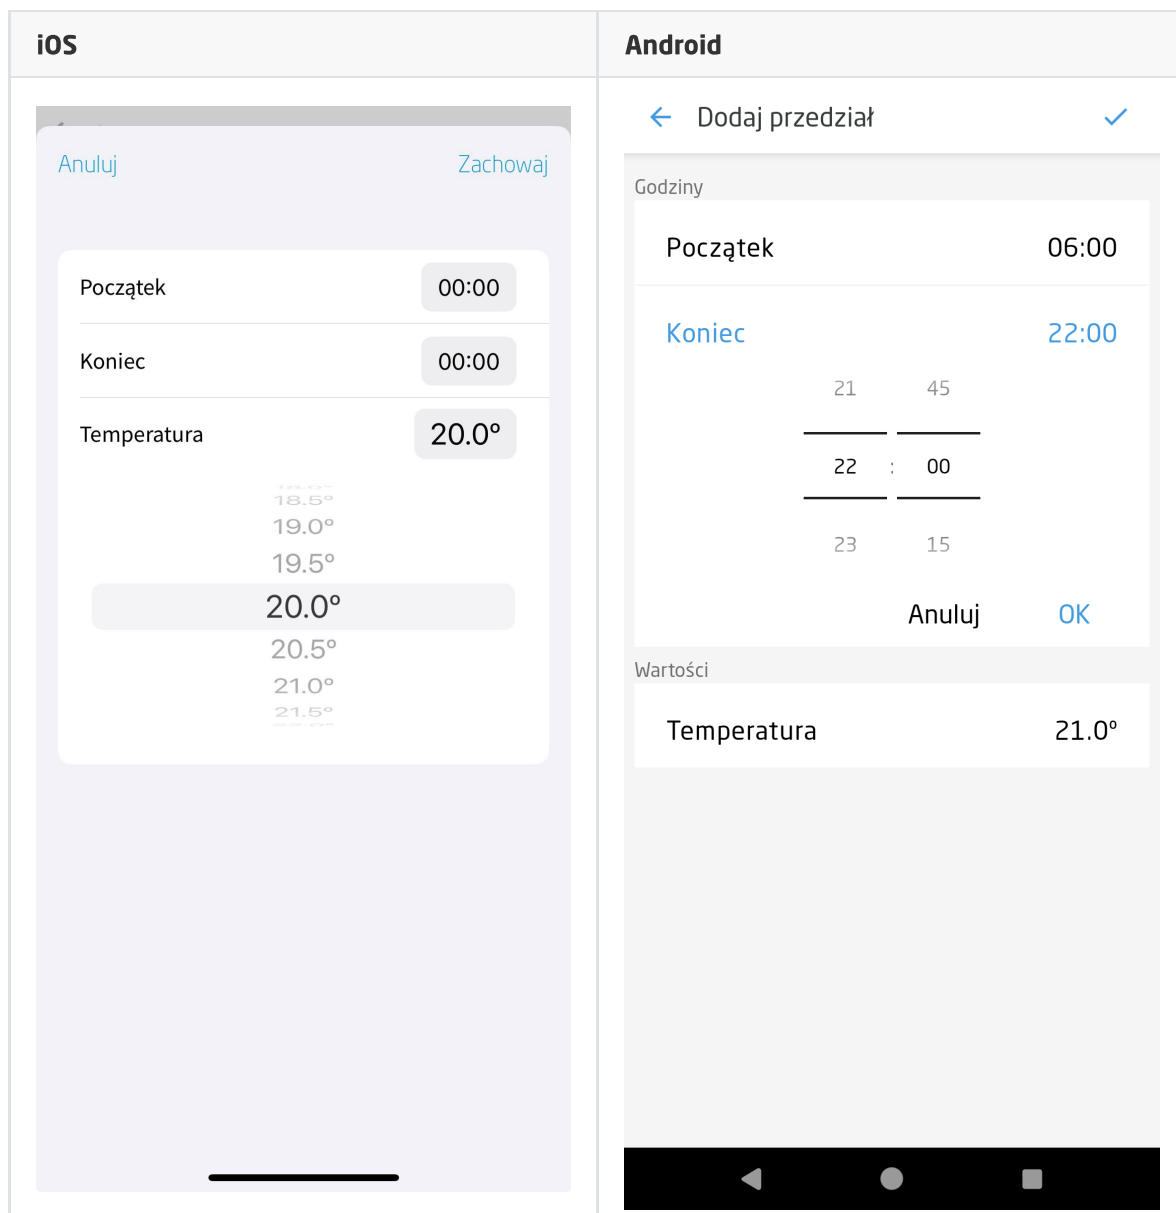 iOS
Anuluj Zachowaj
Początek 00:00
Koniec 00:00
Temperatura 20.0°
18.5°
19.0°
19.5°
20.0°
20.5°
21.0°
21.5°
Android
Dodaj przedział
Godziny
Początek 06:00
Koniec 22:00
21 45
22 : 00
23 15
Anuluj OK
Wartości
Temperatura 21.0°